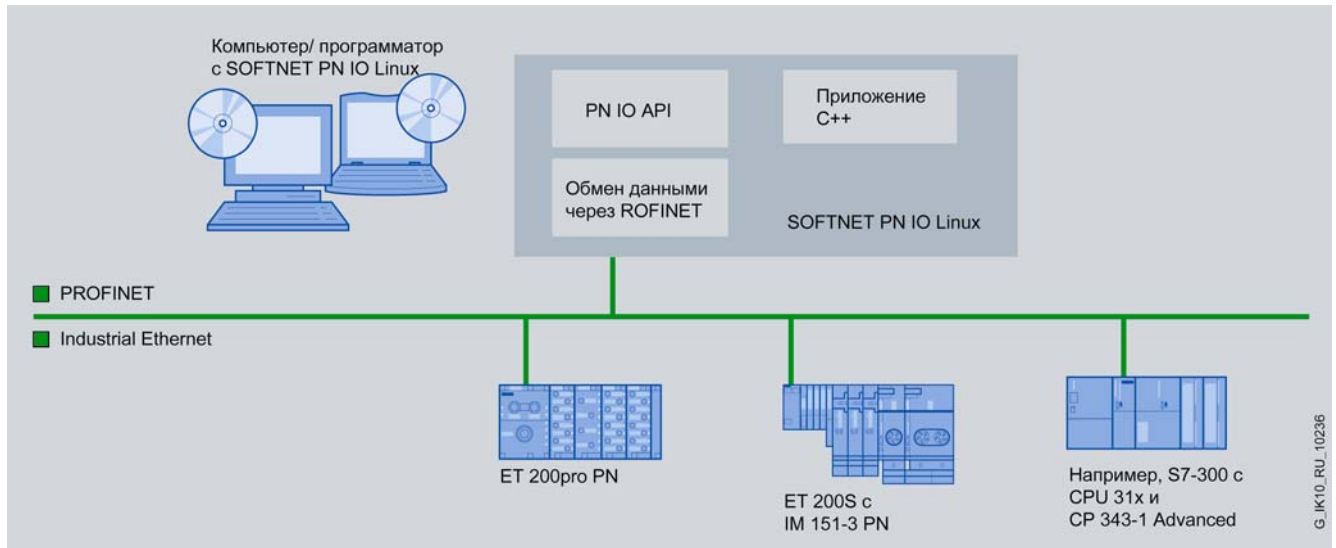 Компьютер/ программатор
с SOFTNET PN IO Linux
PN IO API
Приложение
C++
Обмен данными
через ROFINET
SOFTNET PN IO Linux
PROFINET
Industrial Ethernet
ET 200pro PN
ET 200S с
IM 151-3 PN
Например, S7-300 с
CPU 31x и
CP 343-1 Advanced
G_IK10_RU_10236